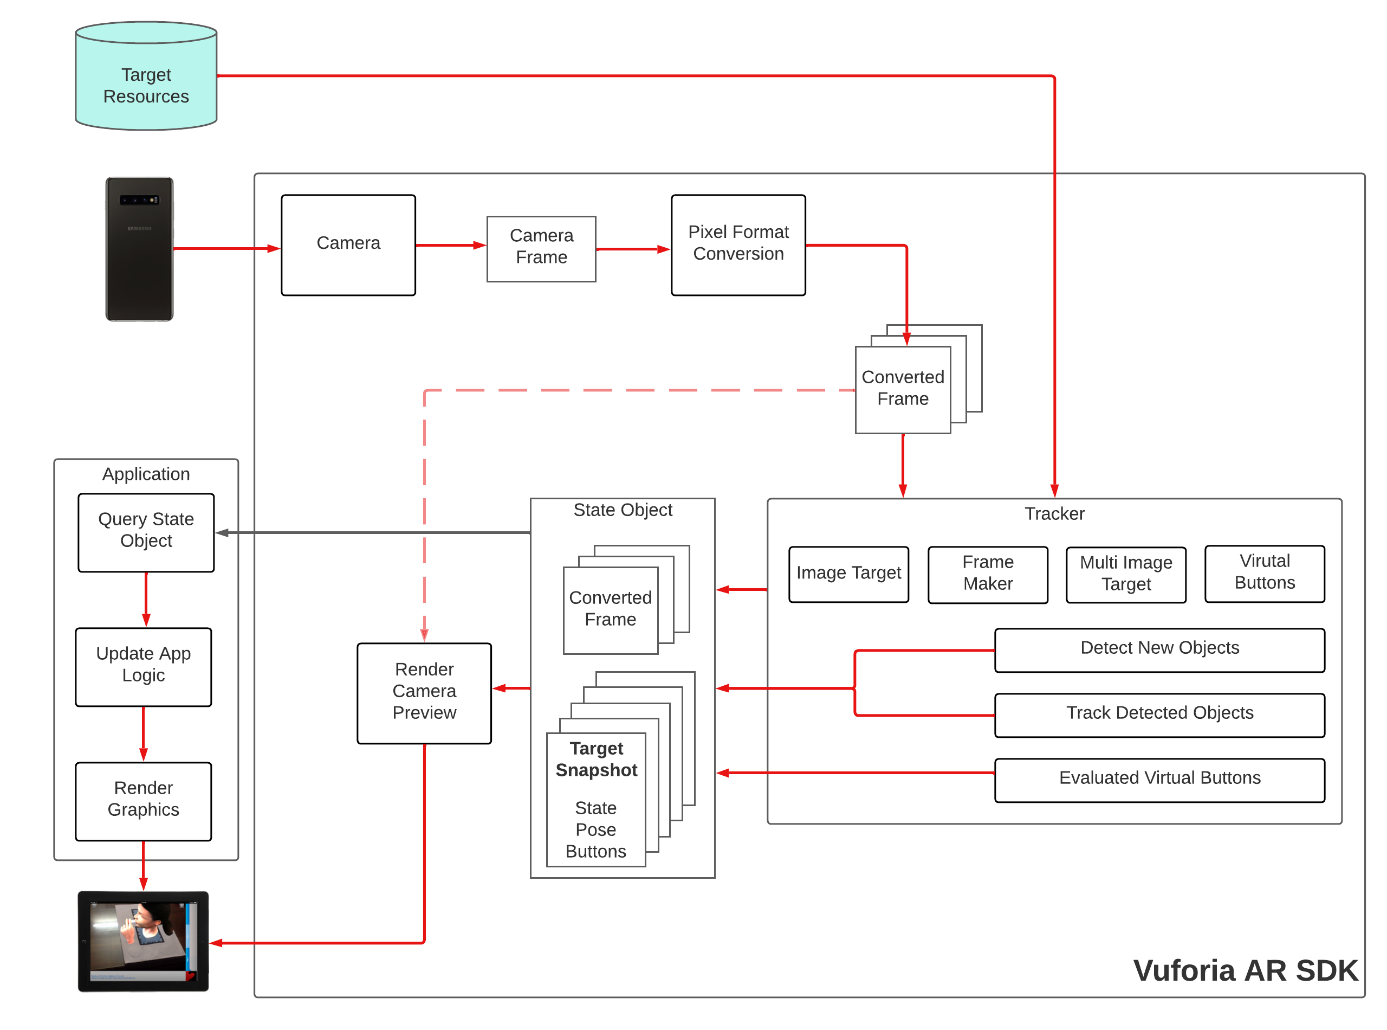 Target
Resources
Camera
Camera
Frame
Pixel Format
Conversion
SAMSUNG
Converted
Frame
Application
Query State
Object
Update App
Logic
Render
Graphics
Render
Camera
Preview
State Object
Converted
Frame
Target
Snapshot
State
Pose
Buttons
Tracker
Image Target
Frame
Maker
Multi Image
Target
Virutal
Buttons
Detect New Objects
Track Detected Objects
Evaluated Virtual Buttons
Vuforia AR SDK